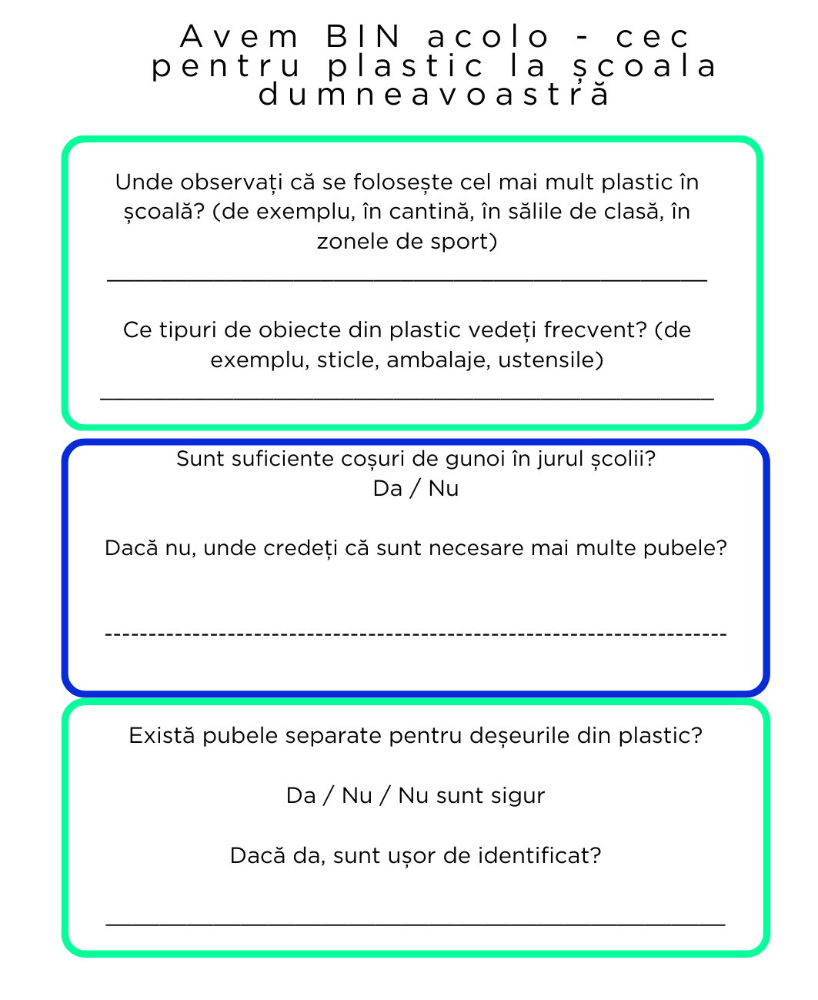 Avem BIN acolo - cec
pentru plastic la școala
dumneavoastră
Unde observați că se folosește cel mai mult plastic în
școală? (de exemplu, în cantină, în sălile de clasă, în
zonele de sport)
______________________________________________
Ce tipuri de obiecte din plastic vedeți frecvent? (de
exemplu, sticle, ambalaje, ustensile)
_______________________________________________
Sunt suficiente coșuri de gunoi în jurul școlii?
Da / Nu
Dacă nu, unde credeți că sunt necesare mai multe pubele?
-----------------------------------------------------------------------
Există pubele separate pentru deșeurile din plastic?
Da / Nu / Nu sunt sigur
Dacă da, sunt ușor de identificat?
_______________________________________________